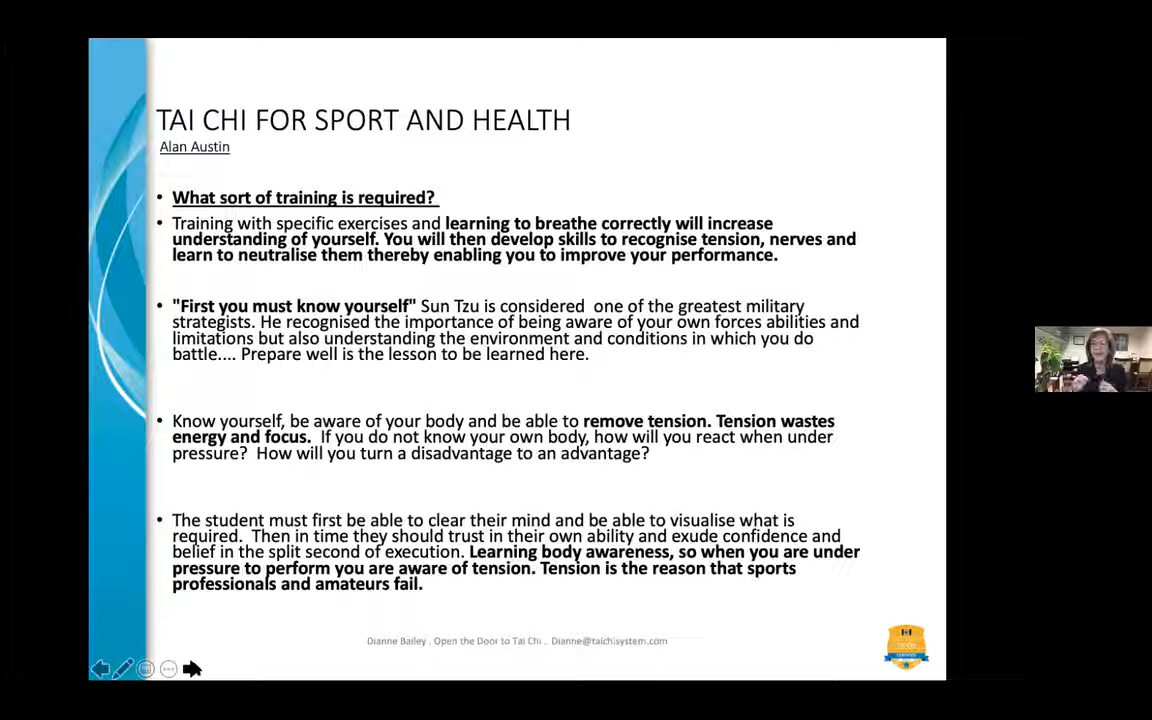 TAI CHI FOR SPORT AND HEALTH
Alan Austin
• What sort of training is required?
• Training with specific exercises and learning to breathe correctly will increase
understanding of yourself. You will then develop skills to recognise tension, nerves and
learn to neutralise them thereby enabling you to improve your performance.
• "First you must know yourself" Sun Tzu is considered one of the greatest military
strategists. He recognised the importance of being aware of your own forces abilities and
limitations but also understanding the environment and conditions in which you do
battle.... Prepare well is the lesson to be learned here.
• Know yourself, be aware of your body and be able to remove tension. Tension wastes
energy and focus. If you do not know your own body, how will you react when under
pressure? How will you turn a disadvantage to an advantage?
• The student must first be able to clear their mind and be able to visualise what is
required. Then in time they should trust in their own ability and exude confidence and
belief in the split second of execution. Learning body awareness, so when you are under
pressure to perform you are aware of tension. Tension is the reason that sports
professionals and amateurs fail.
Dianne Bailey . Open the Door to Tai Chi . Dianne@taichisystem.com